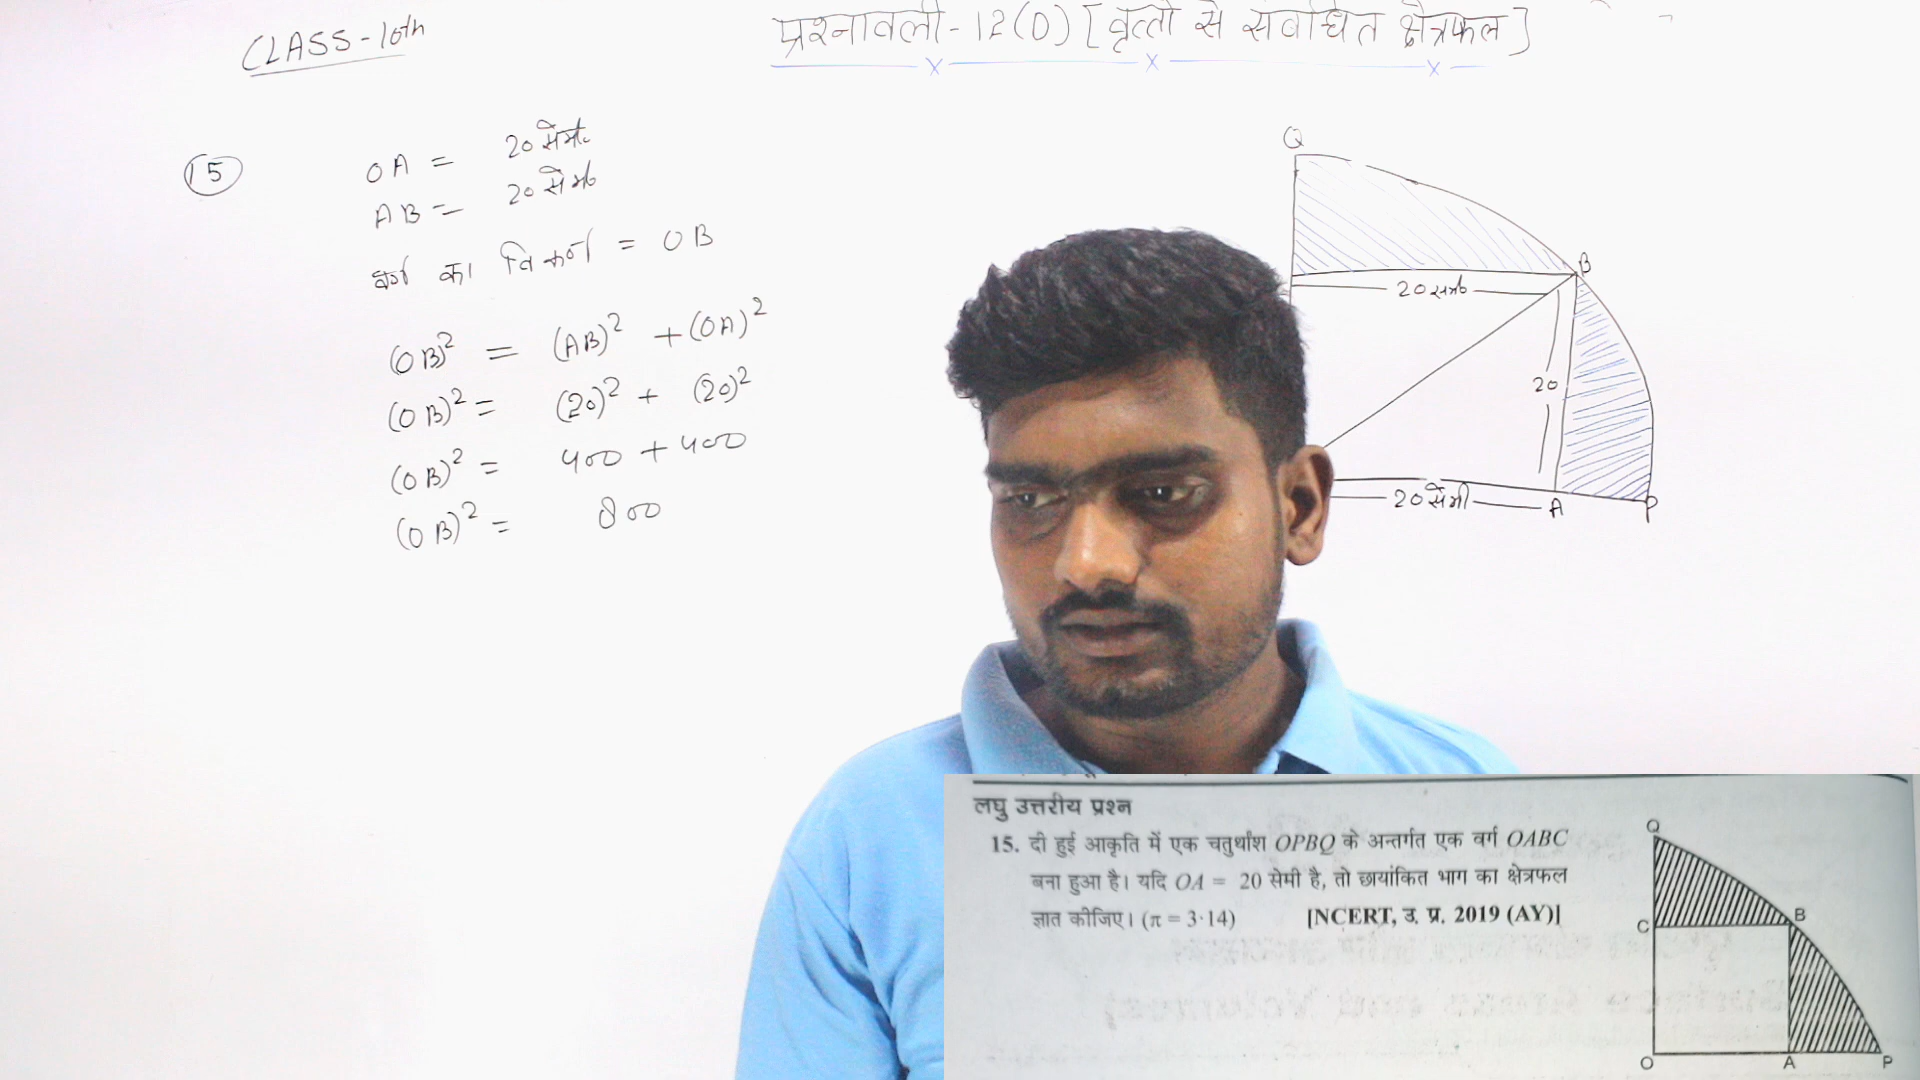 CLASS-10th
प्रश्नावली-12(D) [वृत्तो से संबंधित क्षेत्रफल]
15
OA = 20 सेमी.
AB = 20 सेमी
वर्ग का विकर्ण = OB
(OB)² = (AB)² + (OA)²
(OB)² = (20)² + (20)²
(OB)² = 400 + 400
(OB)² = 800
Q
B
20 सेमी
20
20 सेमी
A
P
लघु उत्तरीय प्रश्न
15. दी हुई आकृति में एक चतुर्थांश OPBQ के अन्तर्गत एक वर्ग OABC
बना हुआ है। यदि OA = 20 सेमी है, तो छायांकित भाग का क्षेत्रफल
ज्ञात कीजिए। (π = 3·14) [NCERT, उ. प्र. 2019 (AY)]
Q
C
B
O
A
P